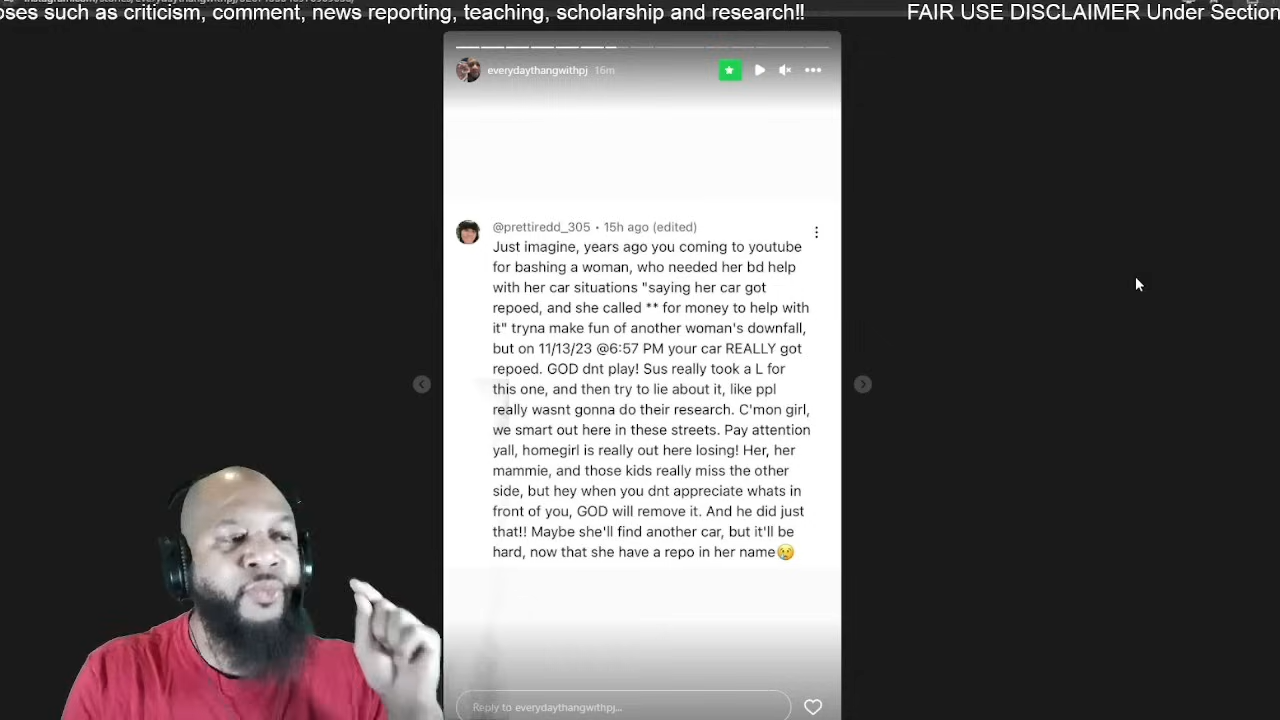 oses such as criticism, comment, news reporting, teaching, scholarship and research!! FAIR USE DISCLAIMER Under Section
everydaythangwithpj 16m
@prettiredd_305 • 15h ago (edited)
Just imagine, years ago you coming to youtube
for bashing a woman, who needed her bd help
with her car situations "saying her car got
repoed, and she called ** for money to help with
it" tryna make fun of another woman's downfall,
but on 11/13/23 @6:57 PM your car REALLY got
repoed. GOD dnt play! Sus really took a L for
this one, and then try to lie about it, like ppl
really wasnt gonna do their research. C'mon girl,
we smart out here in these streets. Pay attention
yall, homegirl is really out here losing! Her, her
mammie, and those kids really miss the other
side, but hey when you dnt appreciate whats in
front of you, GOD will remove it. And he did just
that!! Maybe she'll find another car, but it'll be
hard, now that she have a repo in her name😢
Reply to everydaythangwithpj...